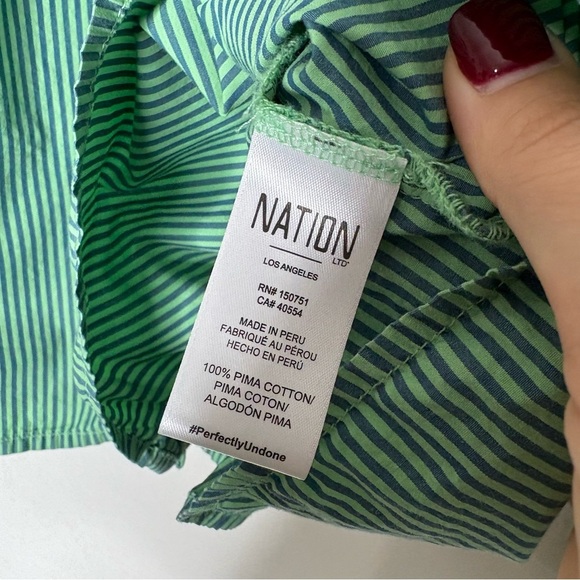 NATION
LTD
LOS ANGELES
RN# 150751
CA# 40554
MADE IN PERU
FABRIQUÉ AU PÉROU
HECHO EN PERÚ
100% PIMA COTTON/
PIMA COTON/
ALGODÓN PIMA
#PerfectlyUndone